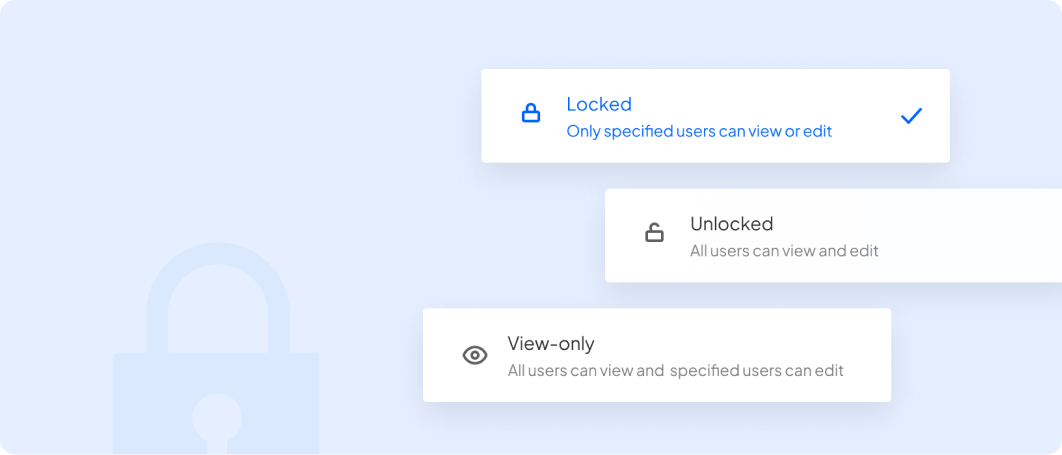 Locked
Only specified users can view or edit
Unlocked
All users can view and edit
View-only
All users can view and specified users can edit